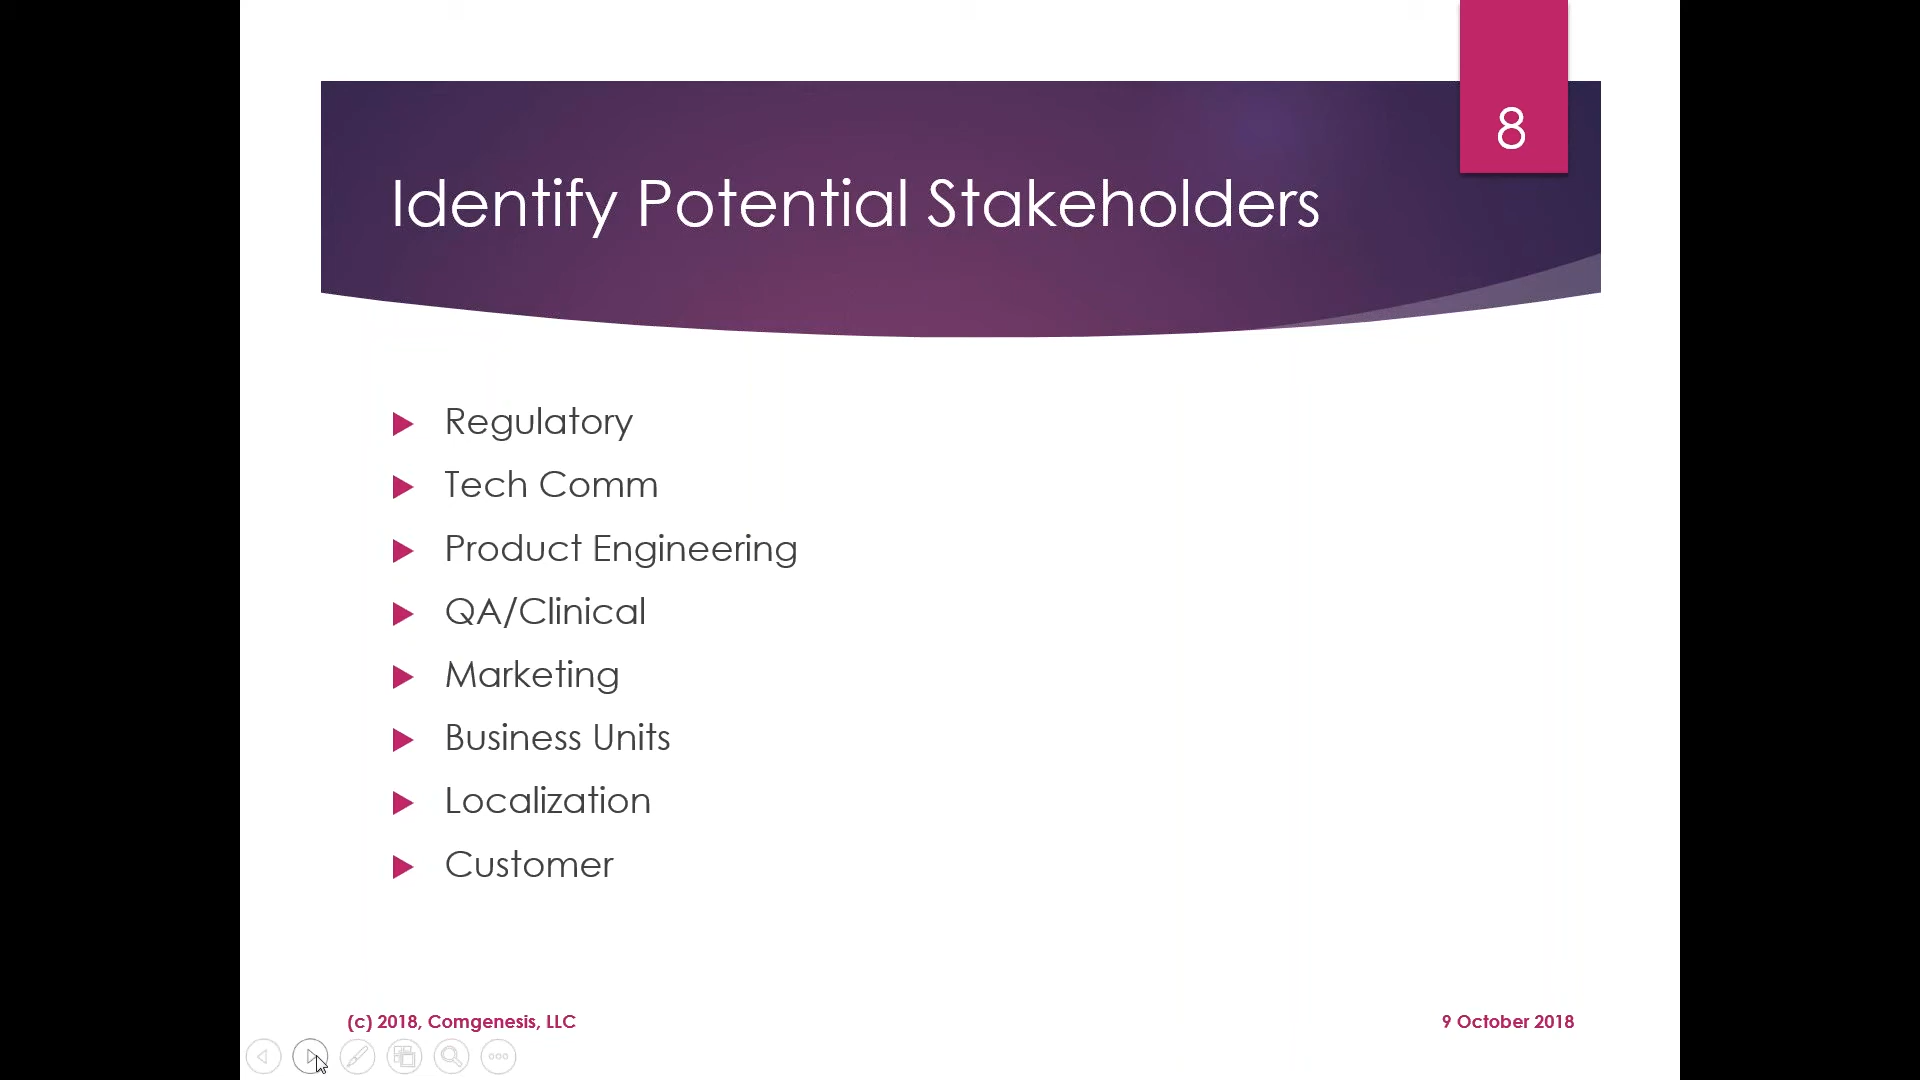 8
Identify Potential Stakeholders
Regulatory
Tech Comm
Product Engineering
QA/Clinical
Marketing
Business Units
Localization
Customer
(c) 2018, Comgenesis, LLC
9 October 2018